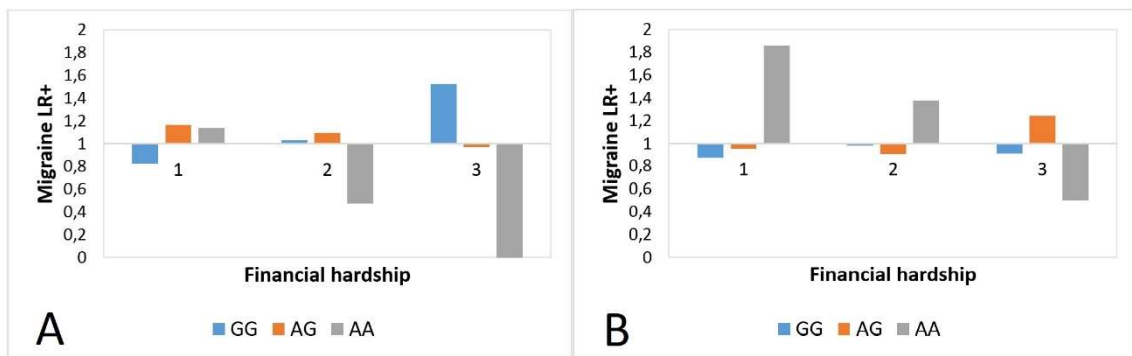 2
1,8
1,6
1,4
1,2
1
0,8
0,6
0,4
0,2
0
Migraine LR+
1 2 3
Financial hardship
A
GG AG AA
2
1,8
1,6
1,4
1,2
1
0,8
0,6
0,4
0,2
0
Migraine LR+
1 2 3
Financial hardship
B
GG AG AA